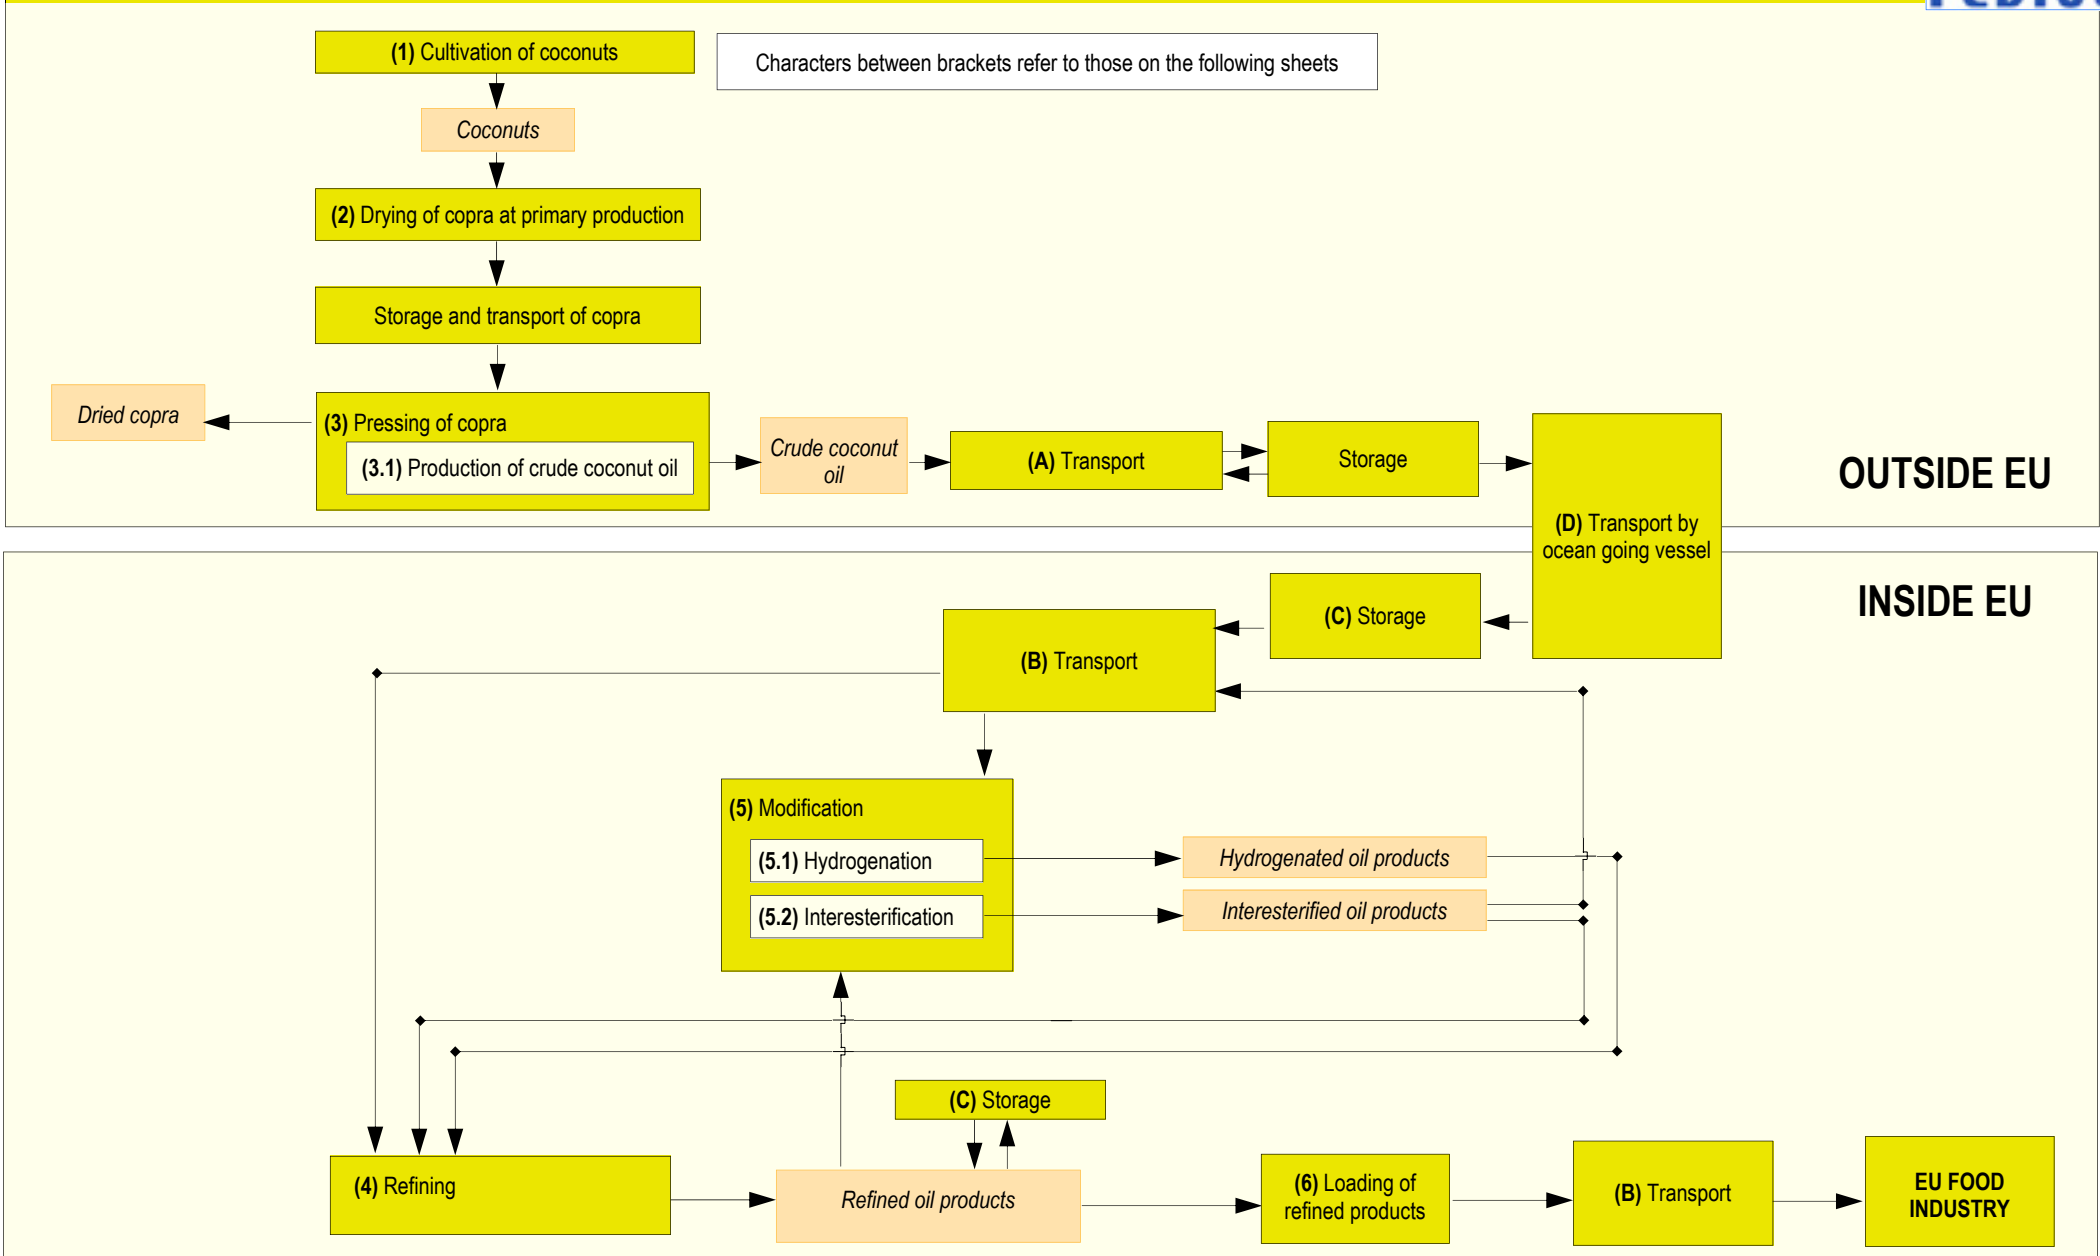 (1) Cultivation of coconuts
Characters between brackets refer to those on the following sheets
Coconuts
(2) Drying of copra at primary production
Storage and transport of copra
Dried copra
(3) Pressing of copra
(3.1) Production of crude coconut oil
Crude coconut
oil
(A) Transport
Storage
(D) Transport by
ocean going vessel
OUTSIDE EU
INSIDE EU
(C) Storage
(B) Transport
(5) Modification
(5.1) Hydrogenation
Hydrogenated oil products
(5.2) Interesterification
Interesterified oil products
(C) Storage
(4) Refining
Refined oil products
(6) Loading of
refined products
(B) Transport
EU FOOD
INDUSTRY